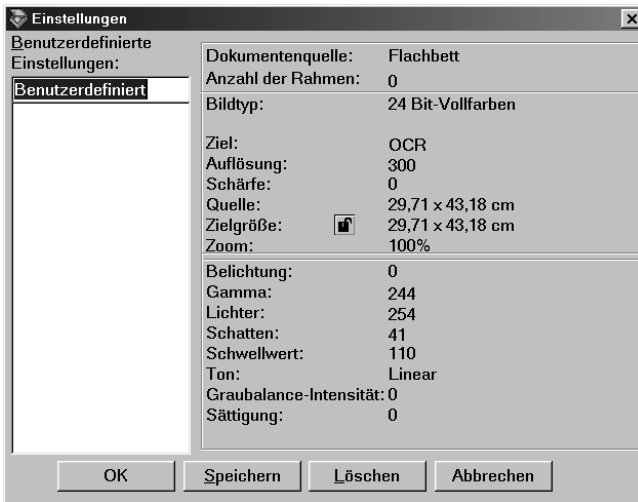 Einstellungen
Benutzerdefinierte
Einstellungen:
Benutzerdefiniert
Dokumentenquelle: Flachbett
Anzahl der Rahmen: 0
Bildtyp: 24 Bit-Vollfarben
Ziel: OCR
Auflösung: 300
Schärfe: 0
Quelle: 29,71 x 43,18 cm
Zielgröße: 29,71 x 43,18 cm
Zoom: 100%
Belichtung: 0
Gamma: 244
Lichter: 254
Schatten: 41
Schwellwert: 110
Ton: Linear
Graubalance-Intensität: 0
Sättigung: 0
OK Speichern Löschen Abbrechen